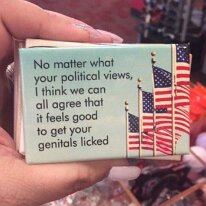 No matter what
your political views,
I think we can
all agree that
it feels good
to get your
genitals licked